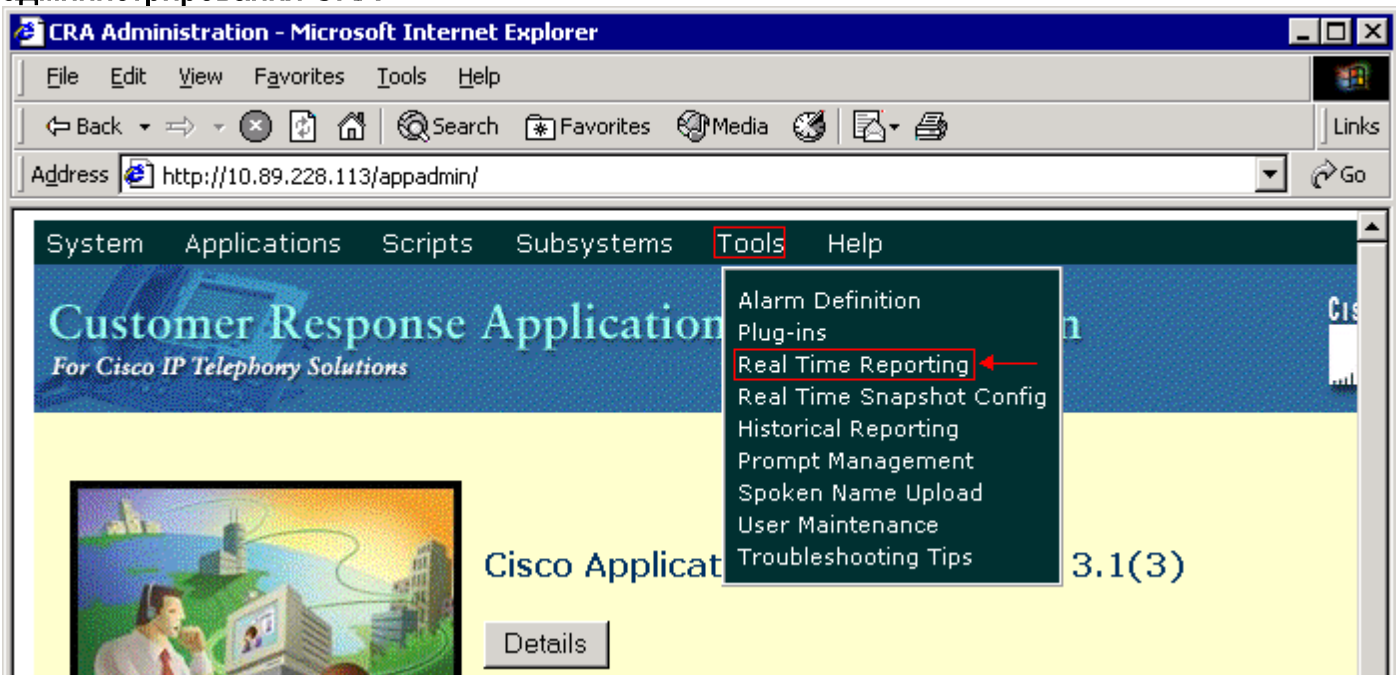 CRA Administration - Microsoft Internet Explorer
File Edit View Favorites Tools Help
Back Search Favorites Media Links
Address http://10.89.228.113/appadmin/ Go
System Applications Scripts Subsystems Tools Help
Alarm Definition
Plug-ins
Real Time Reporting
Real Time Snapshot Config
Historical Reporting
Prompt Management
Spoken Name Upload
User Maintenance
Troubleshooting Tips
Customer Response
For Cisco IP Telephony Solutions
Cisco 3.1(3)
Details